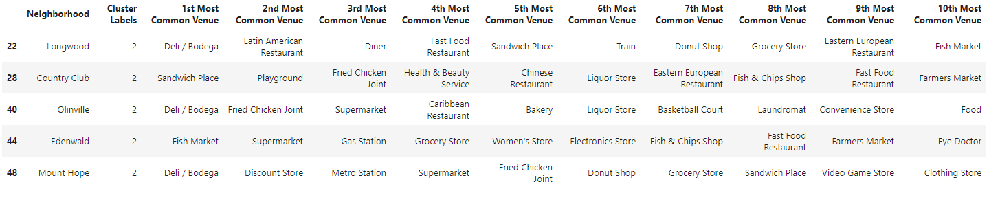 Neighborhood Cluster Labels 1st Most Common Venue 2nd Most Common Venue 3rd Most Common Venue 4th Most Common Venue 5th Most Common Venue 6th Most Common Venue 7th Most Common Venue 8th Most Common Venue 9th Most Common Venue 10th Most Common Venue
22 Longwood 2 Deli / Bodega Latin American Restaurant Diner Fast Food Restaurant Sandwich Place Train Donut Shop Grocery Store Eastern European Restaurant Fish Market
28 Country Club 2 Sandwich Place Playground Fried Chicken Joint Health & Beauty Service Chinese Restaurant Liquor Store Eastern European Restaurant Fish & Chips Shop Fast Food Restaurant Farmers Market
40 Olinville 2 Deli / Bodega Fried Chicken Joint Supermarket Caribbean Restaurant Bakery Liquor Store Basketball Court Laundromat Convenience Store Food
44 Edenwald 2 Fish Market Supermarket Gas Station Grocery Store Women's Store Electronics Store Fish & Chips Shop Fast Food Restaurant Farmers Market Eye Doctor
48 Mount Hope 2 Deli / Bodega Discount Store Metro Station Supermarket Fried Chicken Joint Donut Shop Grocery Store Sandwich Place Video Game Store Clothing Store